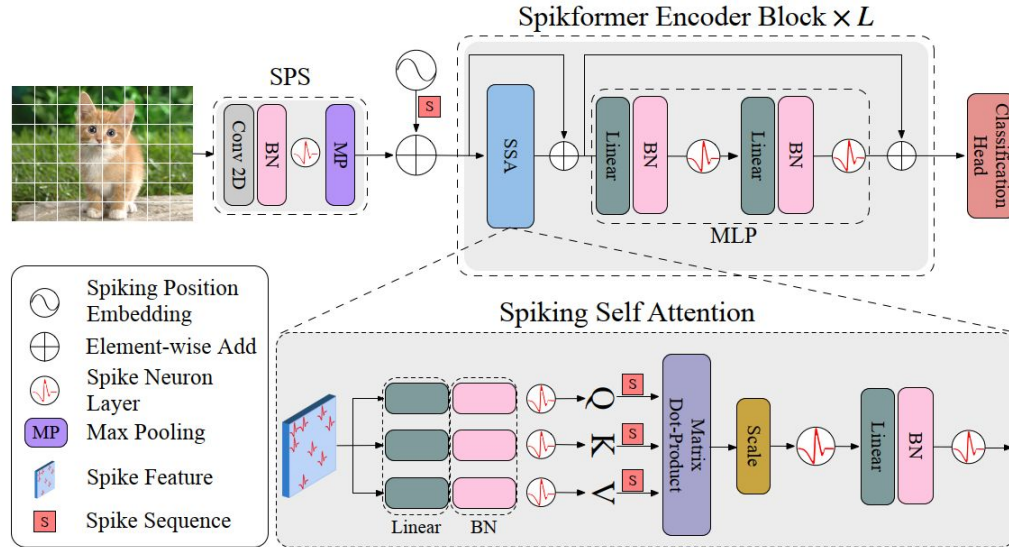 Spikformer Encoder Block × L
SPS
S
Conv 2D
BN
MP
SSA
Linear
BN
Linear
BN
MLP
Classification
Head
Spiking Position
Embedding
Element-wise Add
Spike Neuron
Layer
MP
Max Pooling
Spike Feature
S
Spike Sequence
Spiking Self Attention
Q
S
K
S
V
S
Linear
BN
Matrix
Dot-Product
Scale
Linear
BN